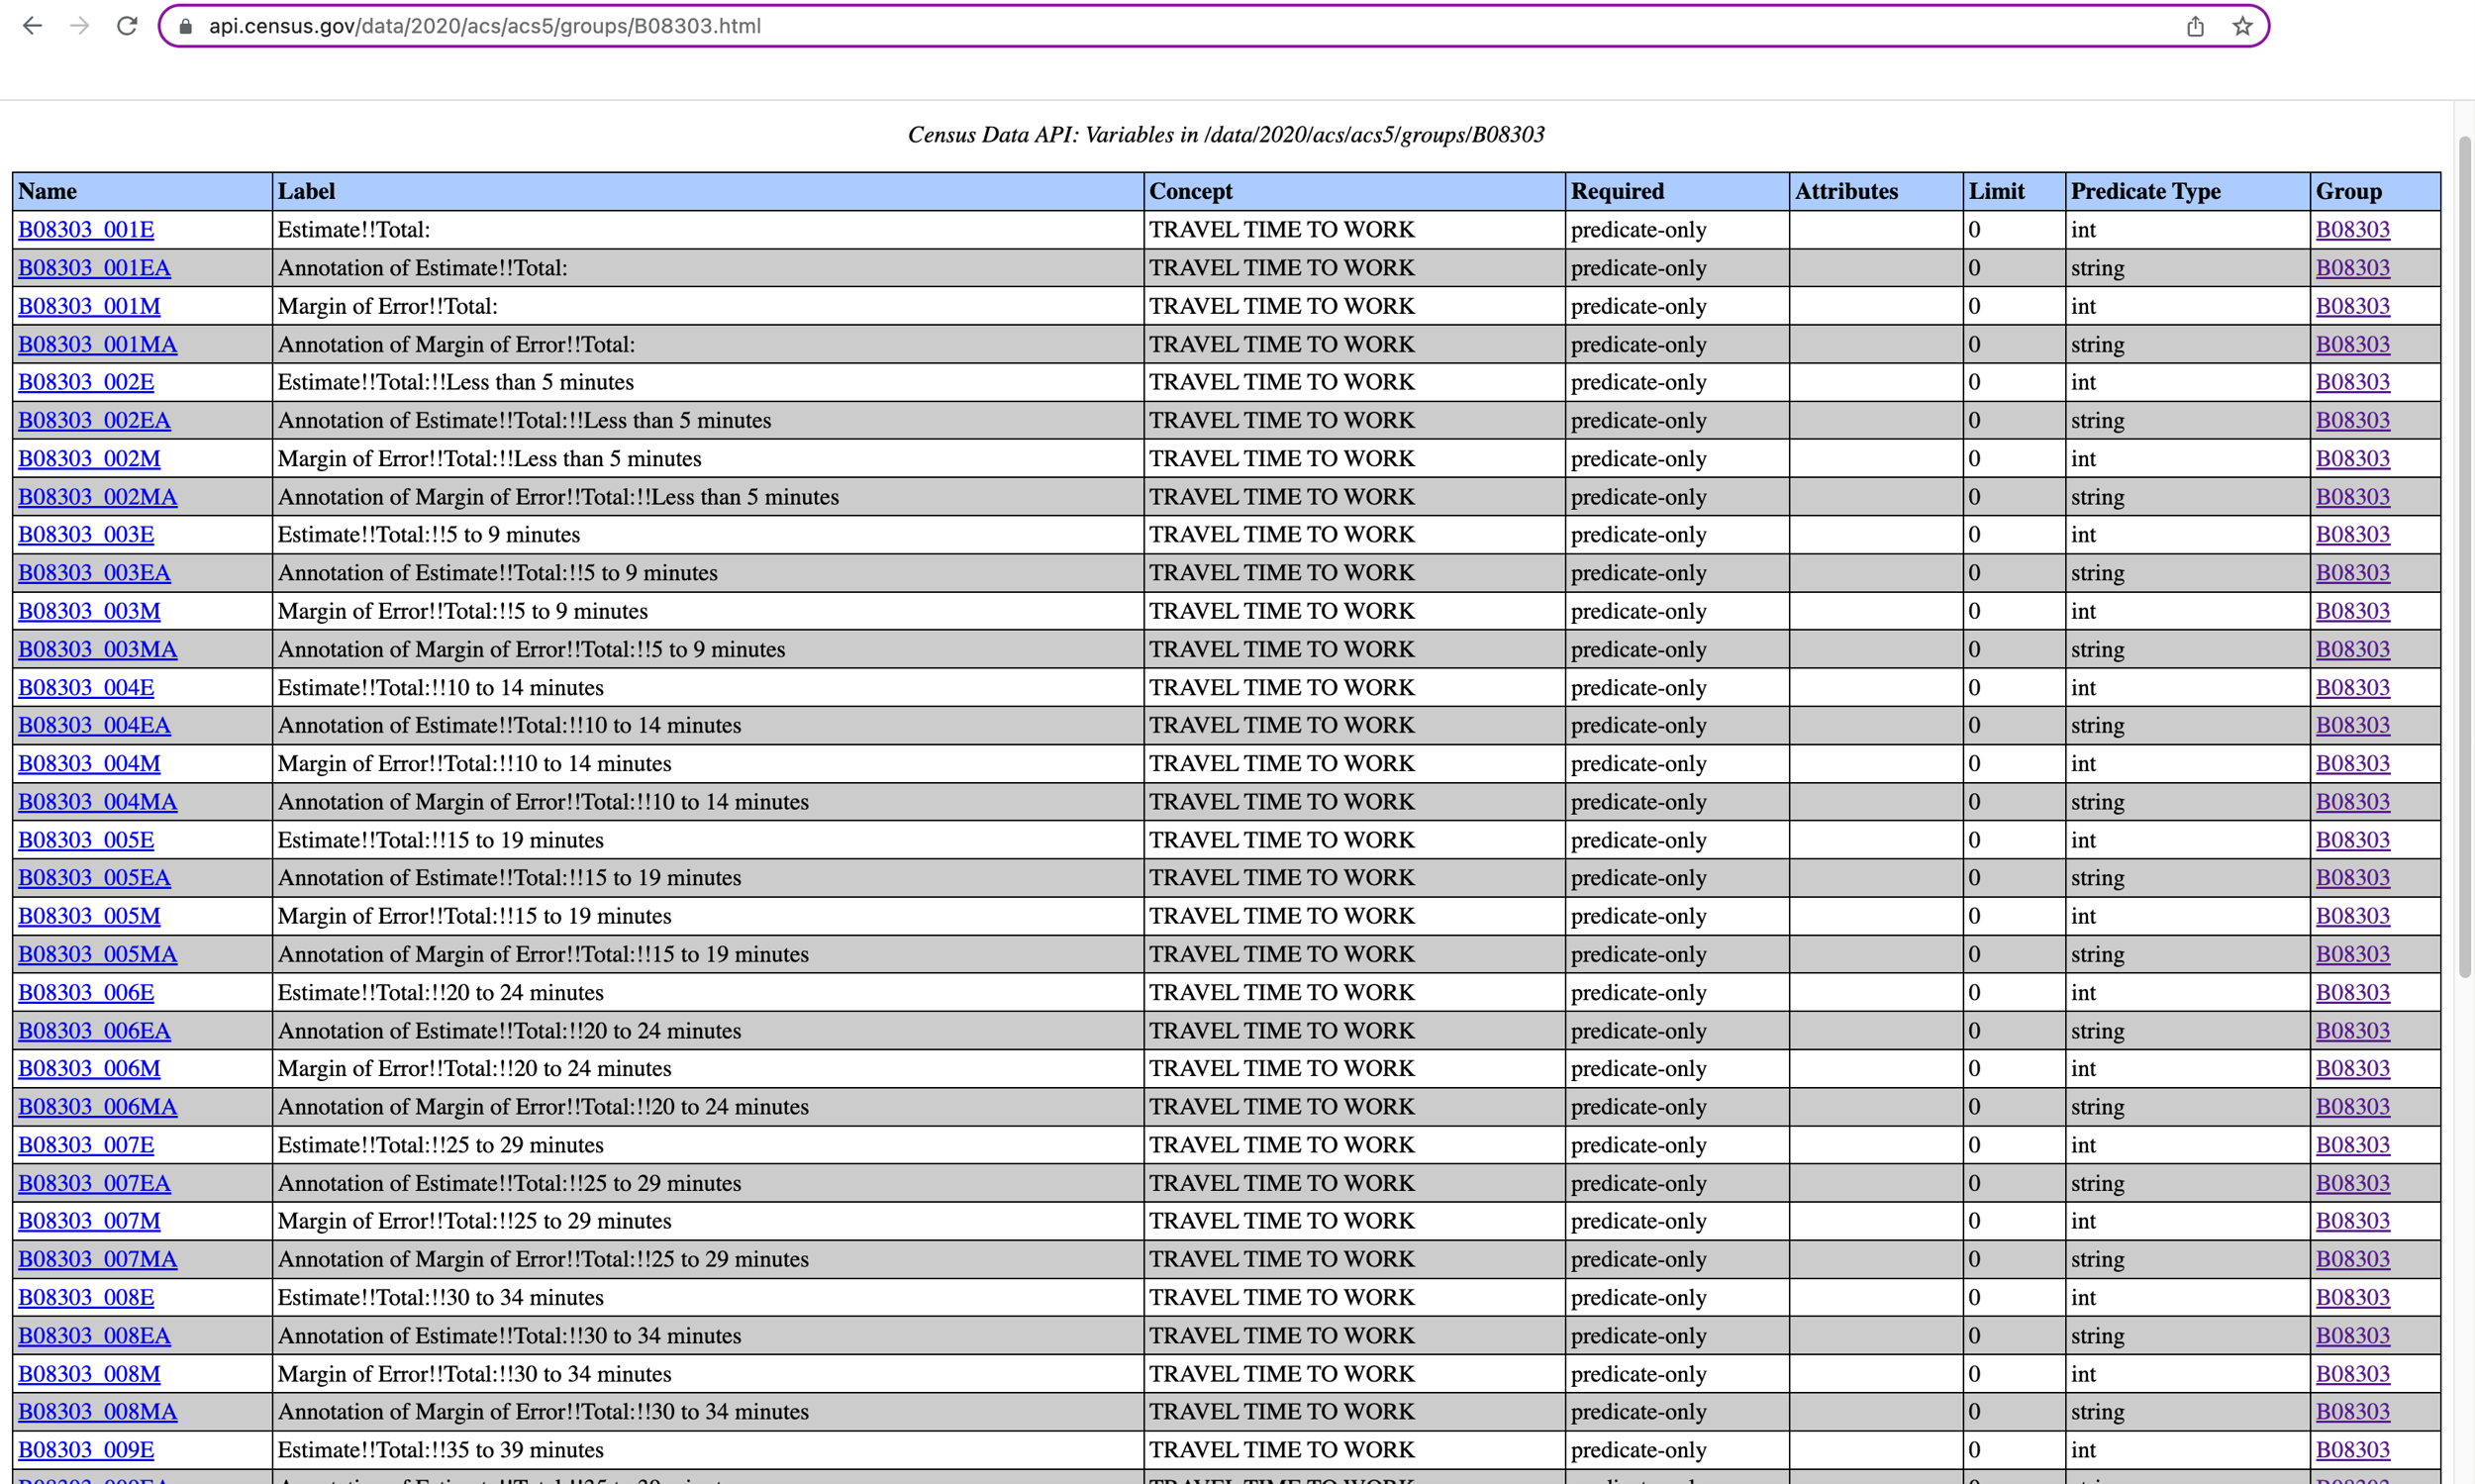 api.census.gov/data/2020/acs/acs5/groups/B08303.html
Census Data API: Variables in /data/2020/acs/acs5/groups/B08303
Name Label Concept Required Attributes Limit Predicate Type Group
B08303_001E Estimate!!Total: TRAVEL TIME TO WORK predicate-only 0 int B08303
B08303_001EA Annotation of Estimate!!Total: TRAVEL TIME TO WORK predicate-only 0 string B08303
B08303_001M Margin of Error!!Total: TRAVEL TIME TO WORK predicate-only 0 int B08303
B08303_001MA Annotation of Margin of Error!!Total: TRAVEL TIME TO WORK predicate-only 0 string B08303
B08303_002E Estimate!!Total:!!Less than 5 minutes TRAVEL TIME TO WORK predicate-only 0 int B08303
B08303_002EA Annotation of Estimate!!Total:!!Less than 5 minutes TRAVEL TIME TO WORK predicate-only 0 string B08303
B08303_002M Margin of Error!!Total:!!Less than 5 minutes TRAVEL TIME TO WORK predicate-only 0 int B08303
B08303_002MA Annotation of Margin of Error!!Total:!!Less than 5 minutes TRAVEL TIME TO WORK predicate-only 0 string B08303
B08303_003E Estimate!!Total:!!5 to 9 minutes TRAVEL TIME TO WORK predicate-only 0 int B08303
B08303_003EA Annotation of Estimate!!Total:!!5 to 9 minutes TRAVEL TIME TO WORK predicate-only 0 string B08303
B08303_003M Margin of Error!!Total:!!5 to 9 minutes TRAVEL TIME TO WORK predicate-only 0 int B08303
B08303_003MA Annotation of Margin of Error!!Total:!!5 to 9 minutes TRAVEL TIME TO WORK predicate-only 0 string B08303
B08303_004E Estimate!!Total:!!10 to 14 minutes TRAVEL TIME TO WORK predicate-only 0 int B08303
B08303_004EA Annotation of Estimate!!Total:!!10 to 14 minutes TRAVEL TIME TO WORK predicate-only 0 string B08303
B08303_004M Margin of Error!!Total:!!10 to 14 minutes TRAVEL TIME TO WORK predicate-only 0 int B08303
B08303_004MA Annotation of Margin of Error!!Total:!!10 to 14 minutes TRAVEL TIME TO WORK predicate-only 0 string B08303
B08303_005E Estimate!!Total:!!15 to 19 minutes TRAVEL TIME TO WORK predicate-only 0 int B08303
B08303_005EA Annotation of Estimate!!Total:!!15 to 19 minutes TRAVEL TIME TO WORK predicate-only 0 string B08303
B08303_005M Margin of Error!!Total:!!15 to 19 minutes TRAVEL TIME TO WORK predicate-only 0 int B08303
B08303_005MA Annotation of Margin of Error!!Total:!!15 to 19 minutes TRAVEL TIME TO WORK predicate-only 0 string B08303
B08303_006E Estimate!!Total:!!20 to 24 minutes TRAVEL TIME TO WORK predicate-only 0 int B08303
B08303_006EA Annotation of Estimate!!Total:!!20 to 24 minutes TRAVEL TIME TO WORK predicate-only 0 string B08303
B08303_006M Margin of Error!!Total:!!20 to 24 minutes TRAVEL TIME TO WORK predicate-only 0 int B08303
B08303_006MA Annotation of Margin of Error!!Total:!!20 to 24 minutes TRAVEL TIME TO WORK predicate-only 0 string B08303
B08303_007E Estimate!!Total:!!25 to 29 minutes TRAVEL TIME TO WORK predicate-only 0 int B08303
B08303_007EA Annotation of Estimate!!Total:!!25 to 29 minutes TRAVEL TIME TO WORK predicate-only 0 string B08303
B08303_007M Margin of Error!!Total:!!25 to 29 minutes TRAVEL TIME TO WORK predicate-only 0 int B08303
B08303_007MA Annotation of Margin of Error!!Total:!!25 to 29 minutes TRAVEL TIME TO WORK predicate-only 0 string B08303
B08303_008E Estimate!!Total:!!30 to 34 minutes TRAVEL TIME TO WORK predicate-only 0 int B08303
B08303_008EA Annotation of Estimate!!Total:!!30 to 34 minutes TRAVEL TIME TO WORK predicate-only 0 string B08303
B08303_008M Margin of Error!!Total:!!30 to 34 minutes TRAVEL TIME TO WORK predicate-only 0 int B08303
B08303_008MA Annotation of Margin of Error!!Total:!!30 to 34 minutes TRAVEL TIME TO WORK predicate-only 0 string B08303
B08303_009E Estimate!!Total:!!35 to 39 minutes TRAVEL TIME TO WORK predicate-only 0 int B08303